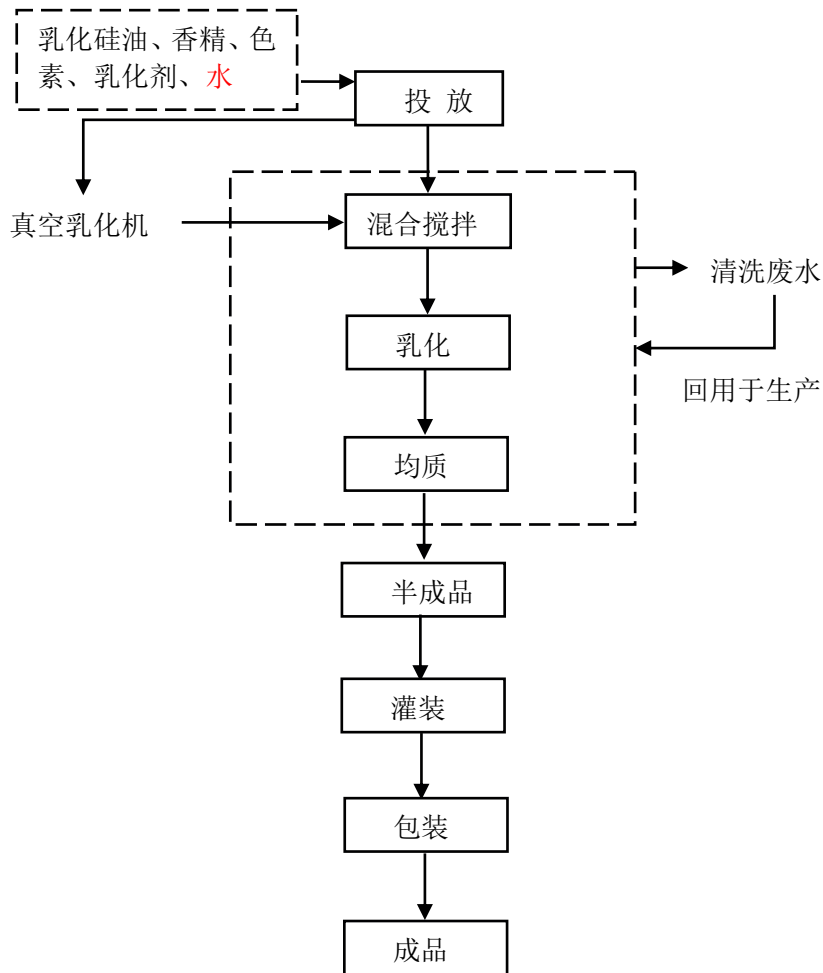 乳化硅油、香精、色
素、乳化剂、水
投 放
真空乳化机
混合搅拌
清洗废水
乳化
回用于生产
均质
半成品
灌装
包装
成品